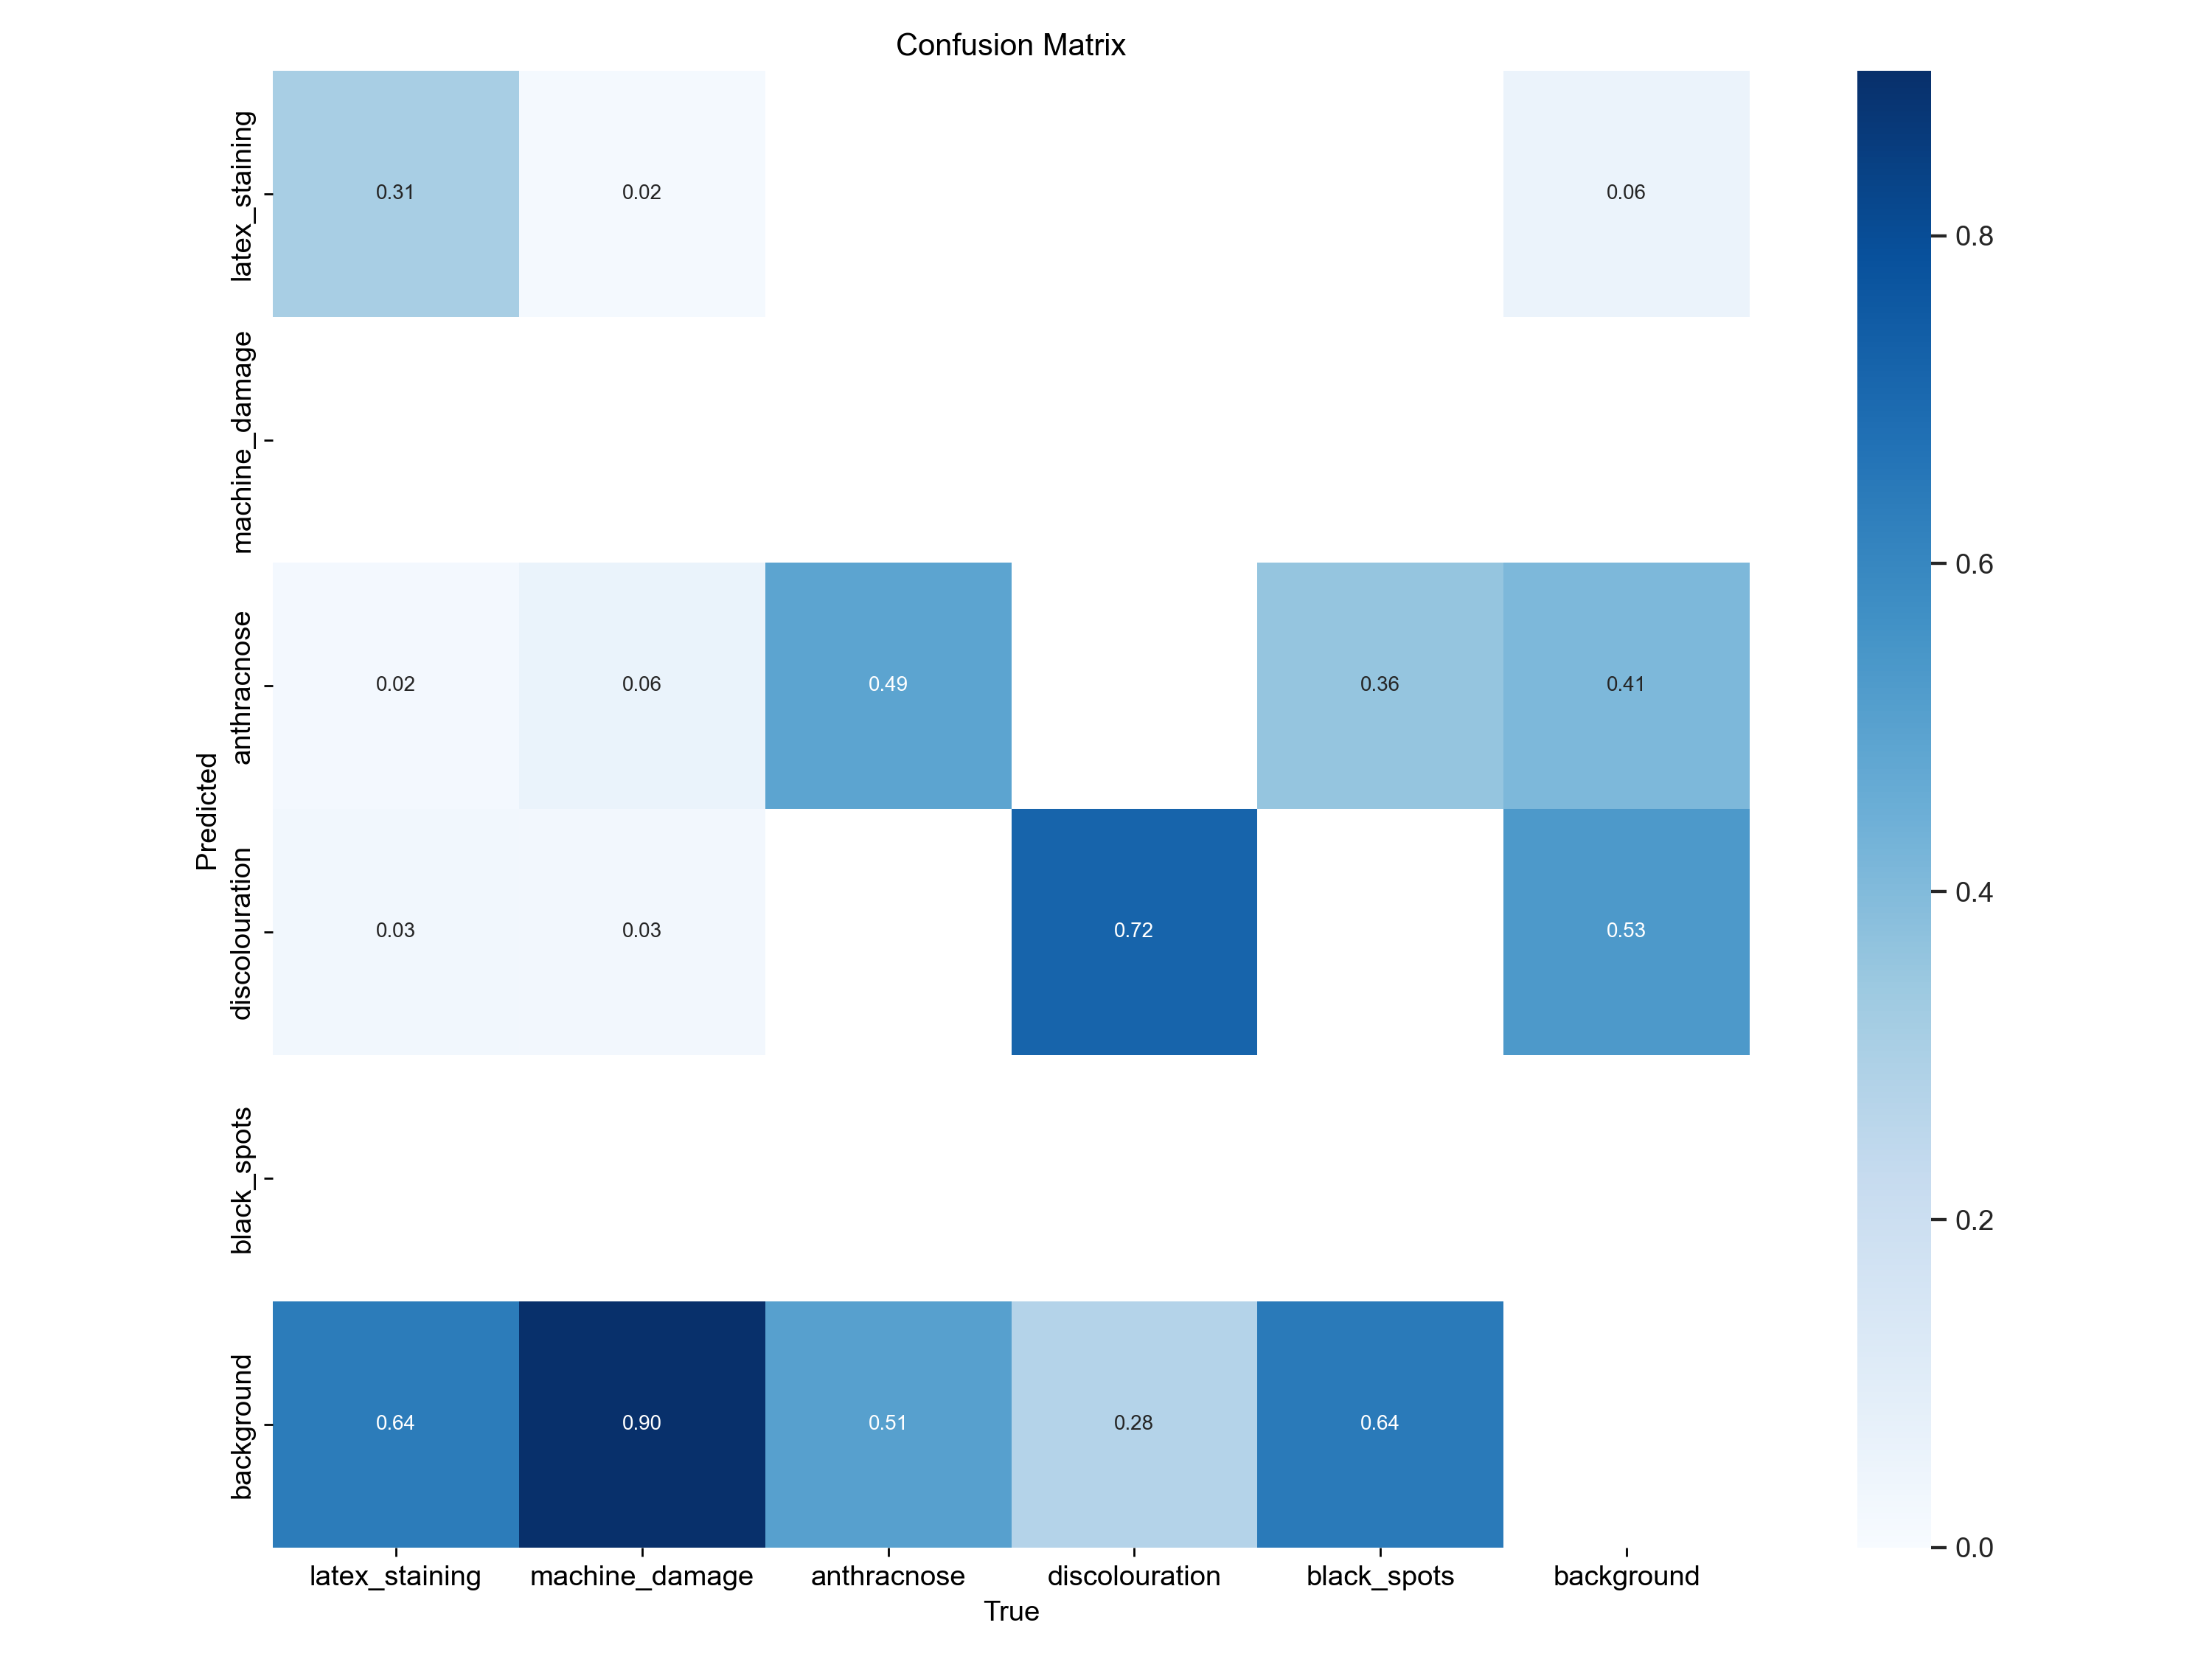 Confusion Matrix
latex_staining
0.31
0.02
0.06
0.8
machine_damage
0.6
anthracnose
0.02
0.06
0.49
0.36
0.41
Predicted
0.4
discolouration
0.03
0.03
0.72
0.53
black_spots
0.2
background
0.64
0.90
0.51
0.28
0.64
0.0
latex_staining
machine_damage
anthracnose
discolouration
black_spots
background
True